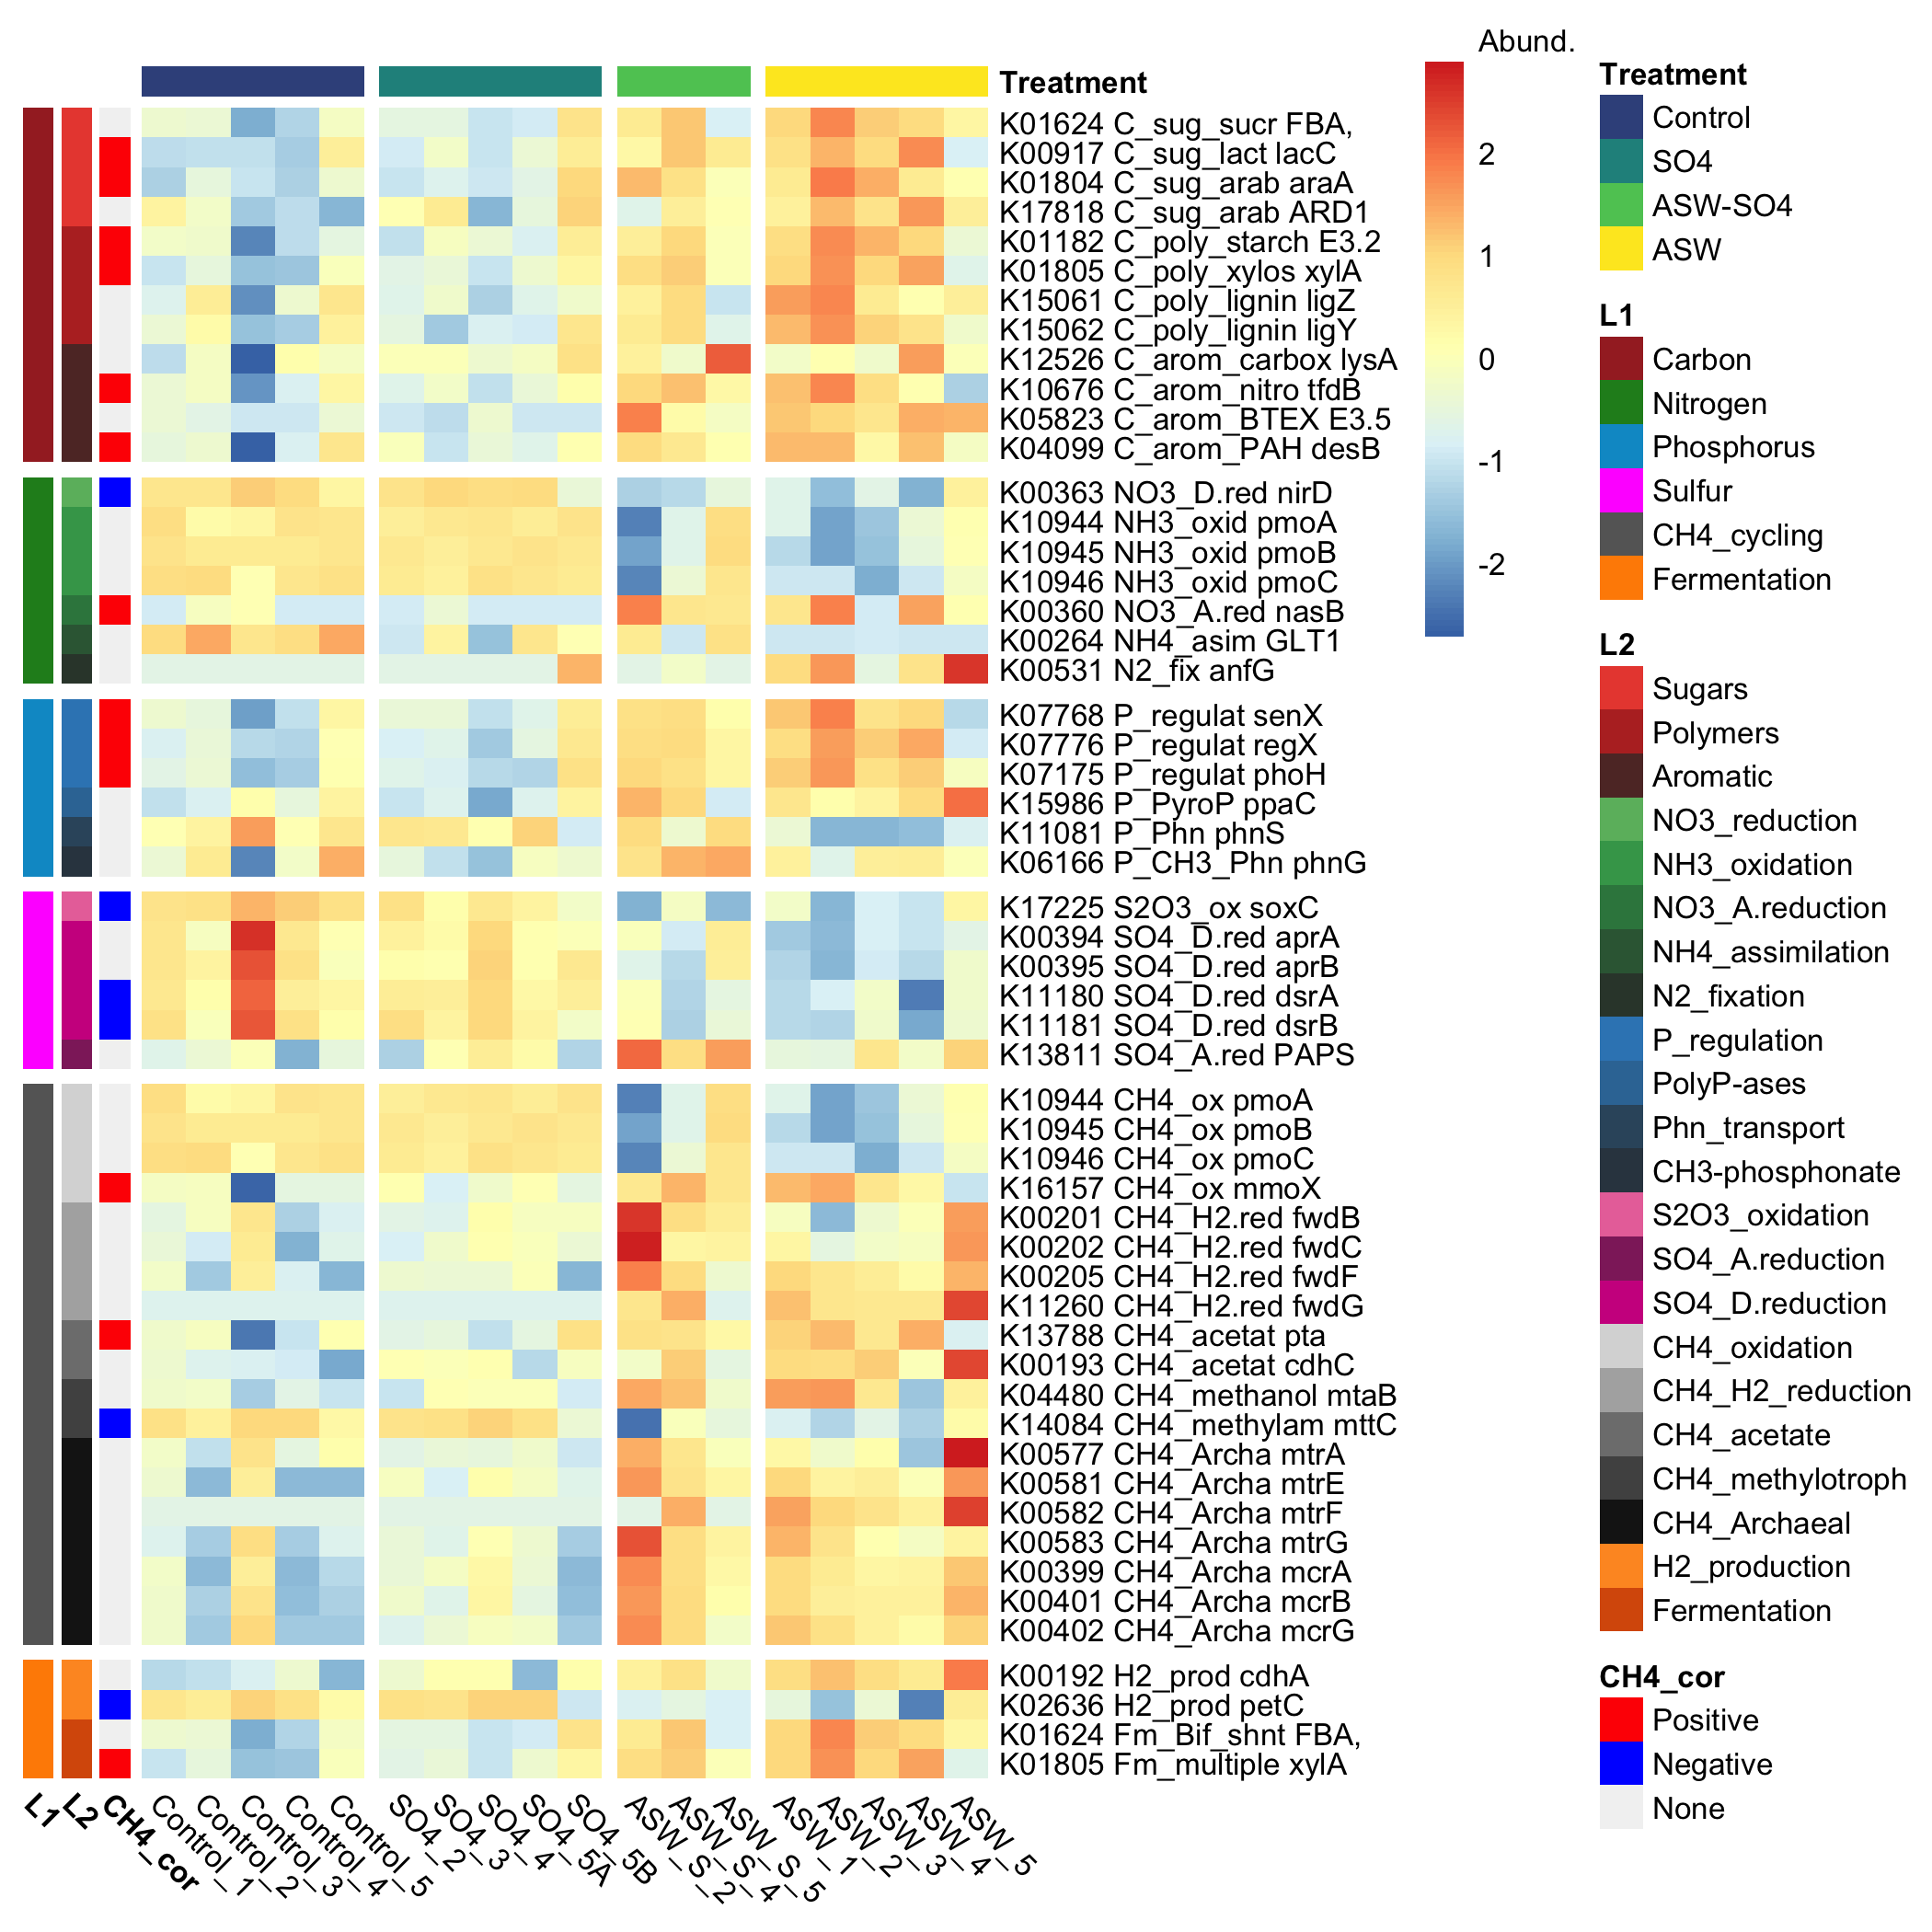 Abund.
2
1
0
-1
-2
Treatment
K01624 C_sug_sucr FBA,
K00917 C_sug_lact lacC
K01804 C_sug_arab araA
K17818 C_sug_arab ARD1
K01182 C_poly_starch E3.2
K01805 C_poly_xylos xylA
K15061 C_poly_lignin ligZ
K15062 C_poly_lignin ligY
K12526 C_arom_carbox lysA
K10676 C_arom_nitro tfdB
K05823 C_arom_BTEX E3.5
K04099 C_arom_PAH desB
K00363 NO3_D.red nirD
K10944 NH3_oxid pmoA
K10945 NH3_oxid pmoB
K10946 NH3_oxid pmoC
K00360 NO3_A.red nasB
K00264 NH4_asim GLT1
K00531 N2_fix anfG
K07768 P_regulat senX
K07776 P_regulat regX
K07175 P_regulat phoH
K15986 P_PyroP ppaC
K11081 P_Phn phnS
K06166 P_CH3_Phn phnG
K17225 S2O3_ox soxC
K00394 SO4_D.red aprA
K00395 SO4_D.red aprB
K11180 SO4_D.red dsrA
K11181 SO4_D.red dsrB
K13811 SO4_A.red PAPS
K10944 CH4_ox pmoA
K10945 CH4_ox pmoB
K10946 CH4_ox pmoC
K16157 CH4_ox mmoX
K00201 CH4_H2.red fwdB
K00202 CH4_H2.red fwdC
K00205 CH4_H2.red fwdF
K11260 CH4_H2.red fwdG
K13788 CH4_acetat pta
K00193 CH4_acetat cdhC
K04480 CH4_methanol mtaB
K14084 CH4_methylam mttC
K00577 CH4_Archa mtrA
K00581 CH4_Archa mtrE
K00582 CH4_Archa mtrF
K00583 CH4_Archa mtrG
K00399 CH4_Archa mcrA
K00401 CH4_Archa mcrB
K00402 CH4_Archa mcrG
K00192 H2_prod cdhA
K02636 H2_prod petC
K01624 Fm_Bif_shnt FBA,
K01805 Fm_multiple xylA
L1
L2
CH4_cor
Control_1
Control_2
Control_3
Control_4
Control_5
SO4_2
SO4_3
SO4_4
SO4_5A
SO4_5B
ASW_S_2
ASW_S_4
ASW_S_5
ASW_1
ASW_2
ASW_3
ASW_4
ASW_5
Treatment
Control
SO4
ASW-SO4
ASW
L1
Carbon
Nitrogen
Phosphorus
Sulfur
CH4_cycling
Fermentation
L2
Sugars
Polymers
Aromatic
NO3_reduction
NH3_oxidation
NO3_A.reduction
NH4_assimilation
N2_fixation
P_regulation
PolyP-ases
Phn_transport
CH3-phosphonate
S2O3_oxidation
SO4_A.reduction
SO4_D.reduction
CH4_oxidation
CH4_H2_reduction
CH4_acetate
CH4_methylotroph
CH4_Archaeal
H2_production
Fermentation
CH4_cor
Positive
Negative
None